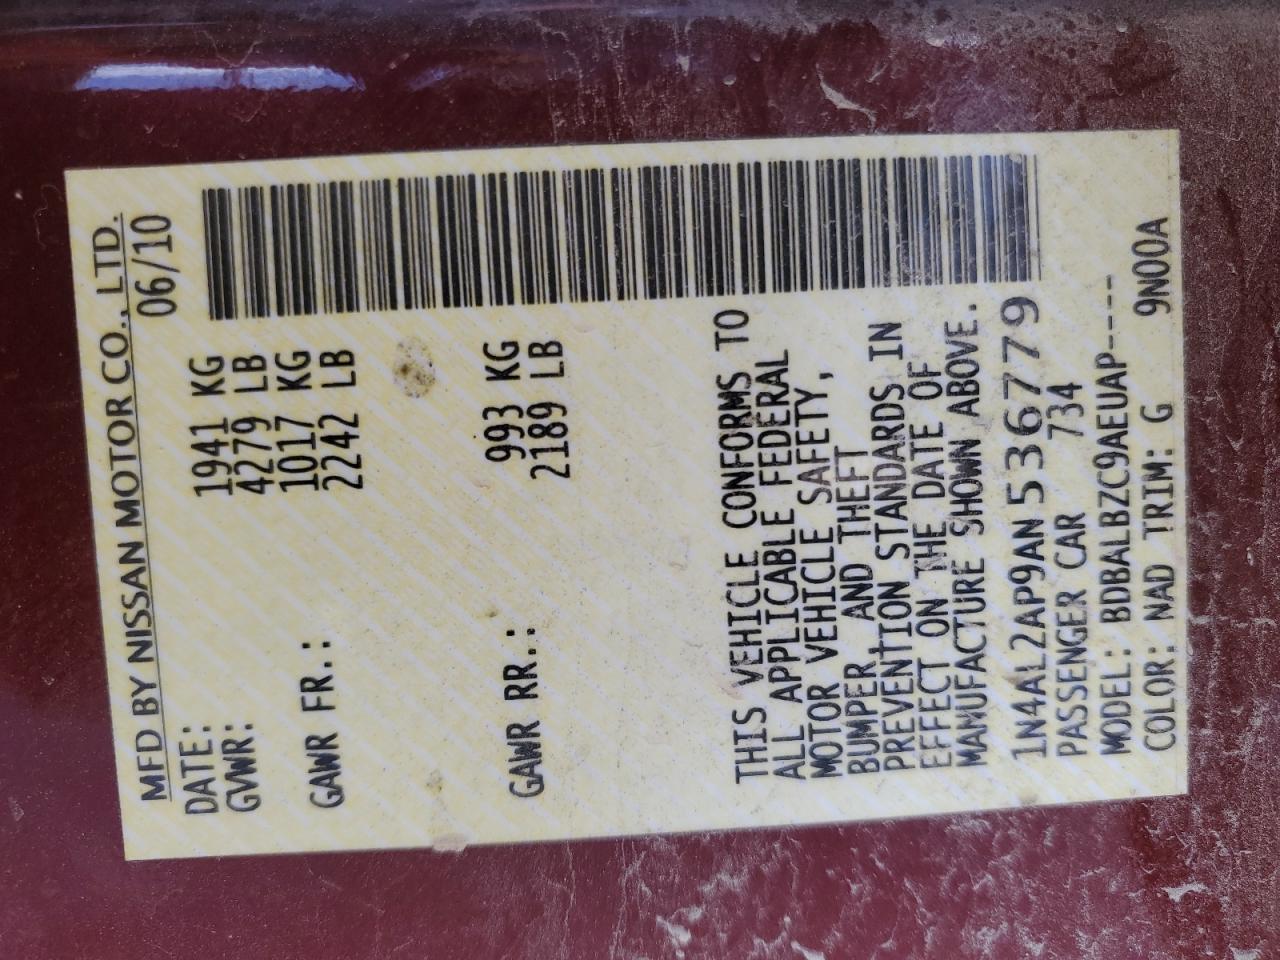 MFD BY NISSAN MOTOR CO., LTD.
DATE: 06/10
GVWR: 1941 KG
4279 LB
GAWR FR.: 1017 KG
2242 LB
GAWR RR.: 993 KG
2189 LB
THIS VEHICLE CONFORMS TO
ALL APPLICABLE FEDERAL
MOTOR VEHICLE SAFETY,
BUMPER AND THEFT
PREVENTION STANDARDS IN
EFFECT ON THE DATE OF
MANUFACTURE SHOWN ABOVE.
1N4AL2AP9AN536779
PASSENGER CAR 734
MODEL: BDBALBZC9AEUAP----
COLOR: NAD TRIM: G 9N00A